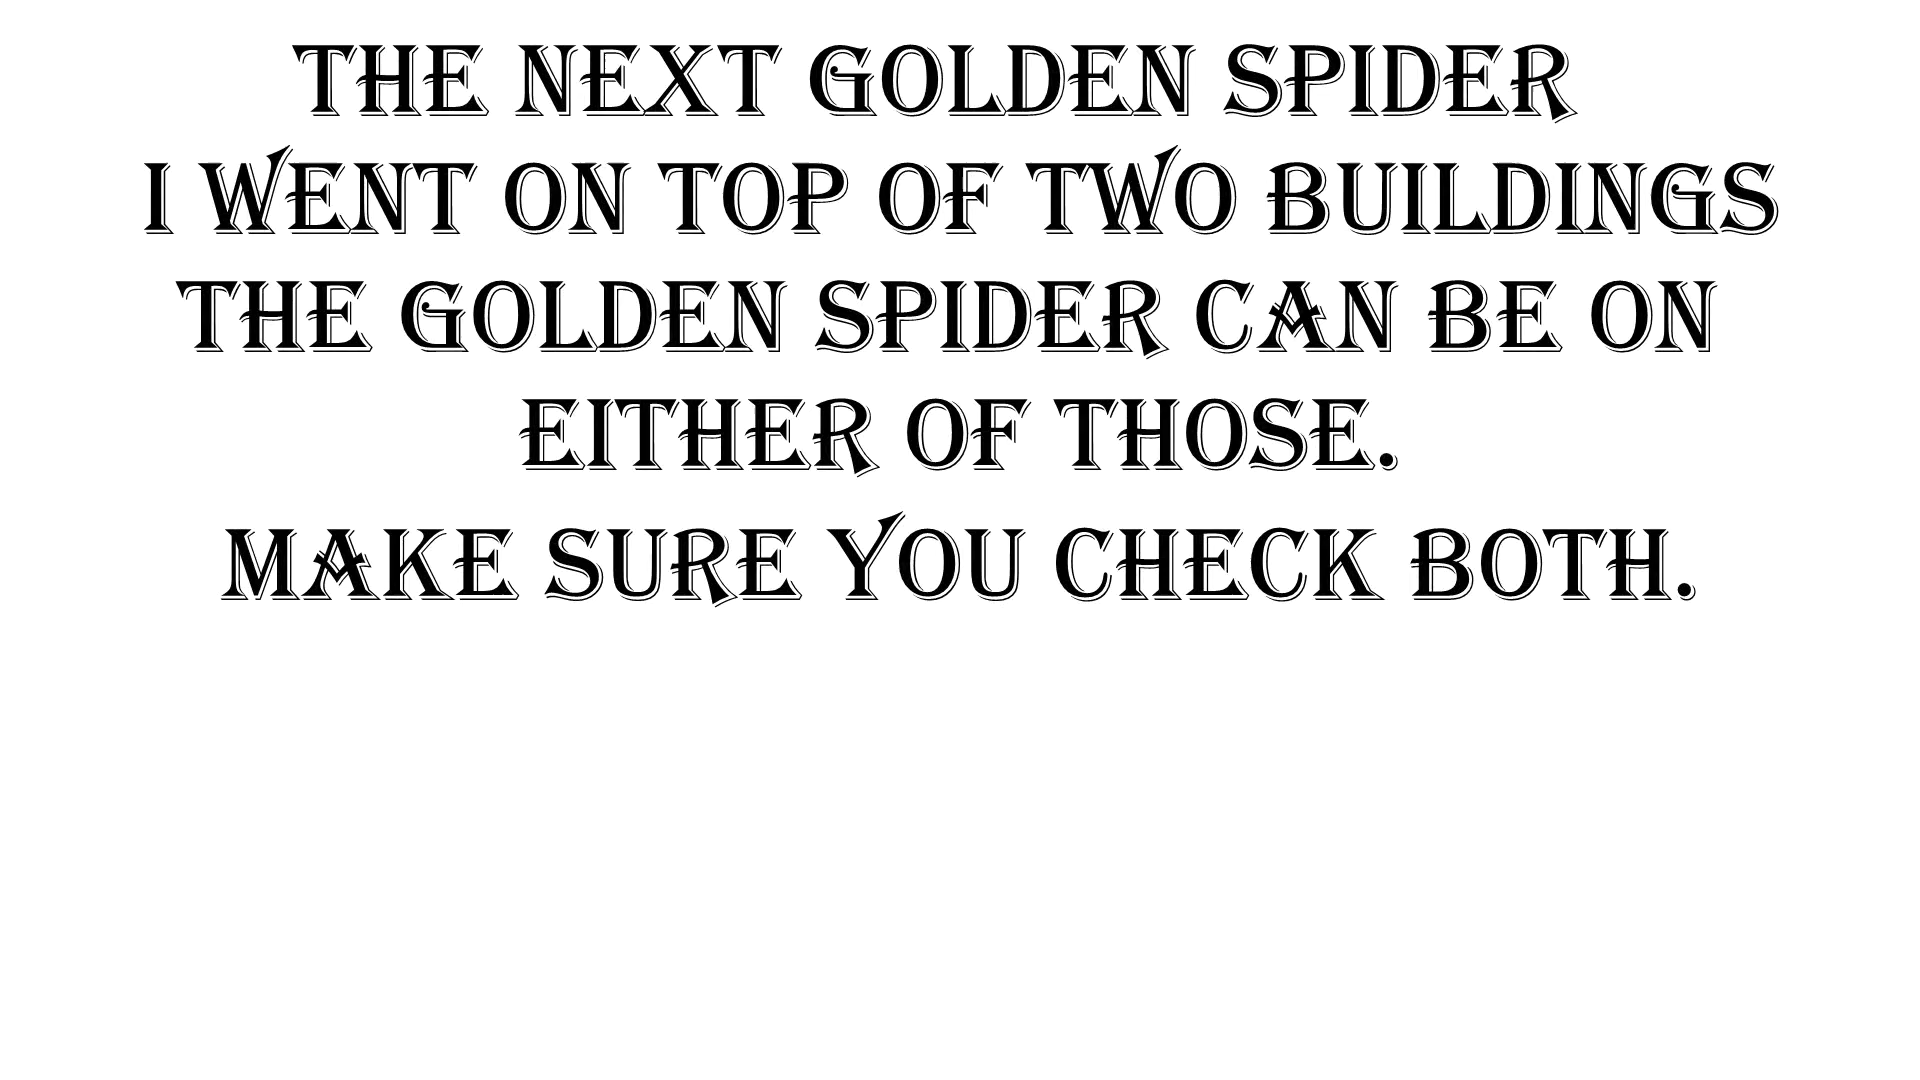 THE NEXT GOLDEN SPIDER
I WENT ON TOP OF TWO BUILDINGS
THE GOLDEN SPIDER CAN BE ON
EITHER OF THOSE.
MAKE SURE YOU CHECK BOTH.